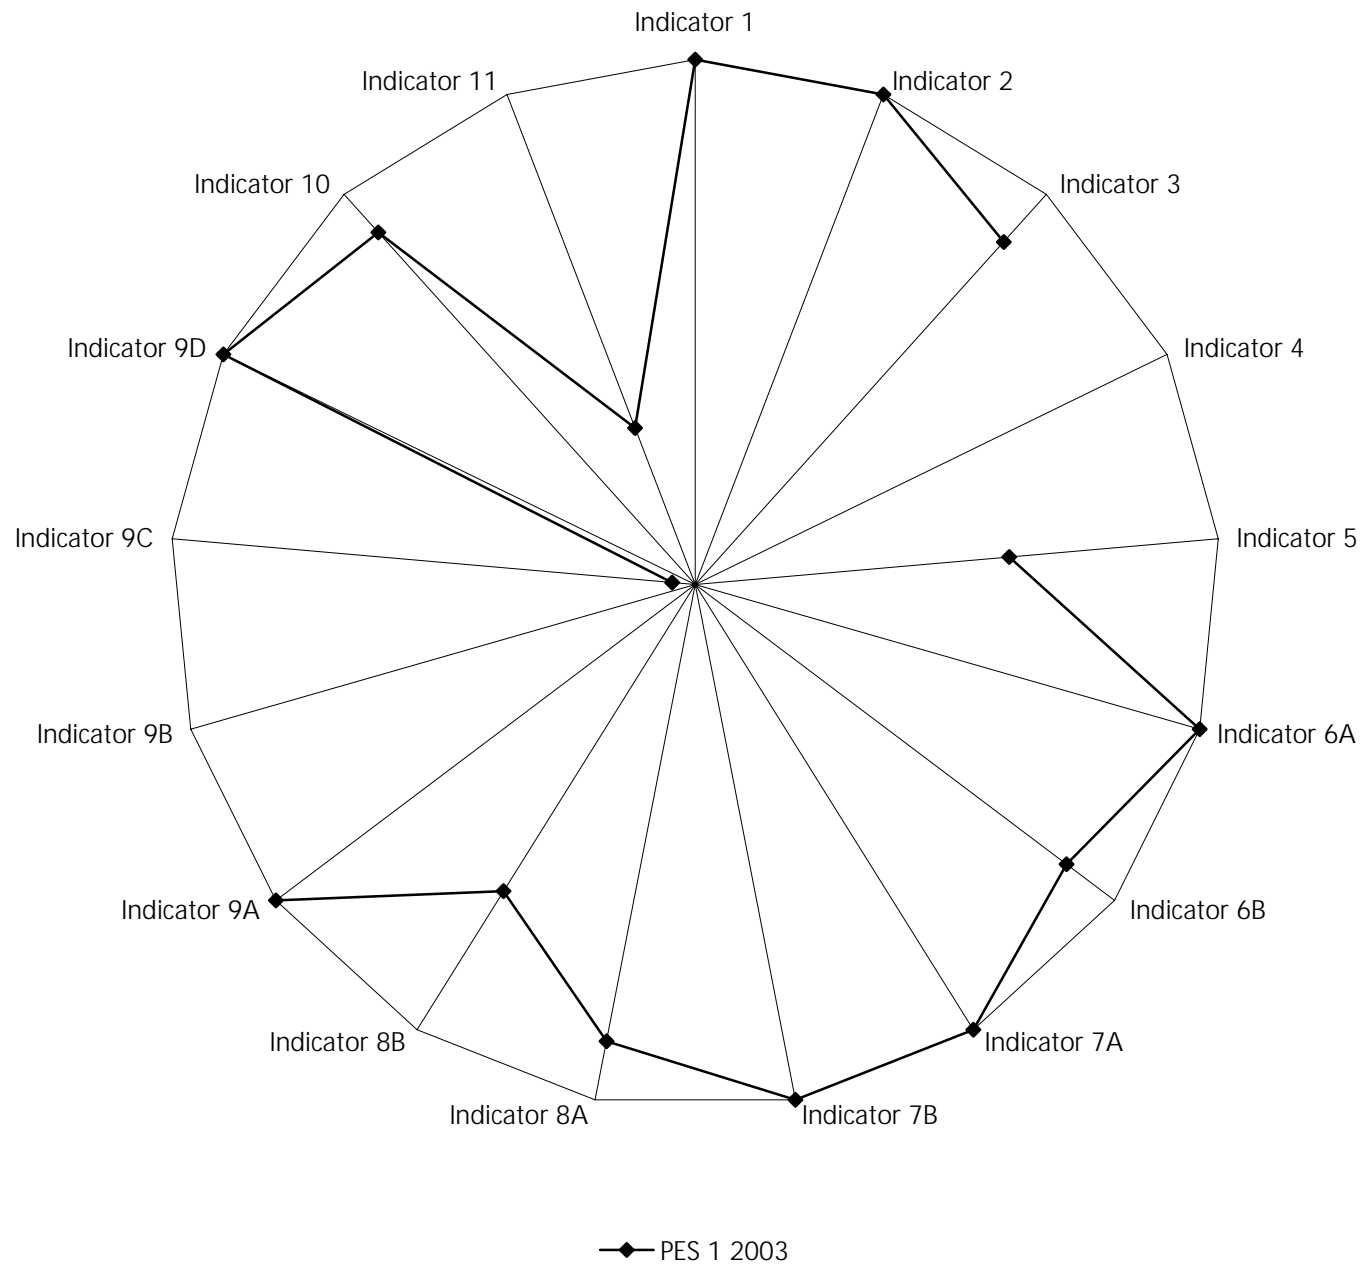 Indicator 1
Indicator 2
Indicator 3
Indicator 4
Indicator 5
Indicator 6A
Indicator 6B
Indicator 7A
Indicator 7B
Indicator 8A
Indicator 8B
Indicator 9A
Indicator 9B
Indicator 9C
Indicator 9D
Indicator 10
Indicator 11
PES 1 2003